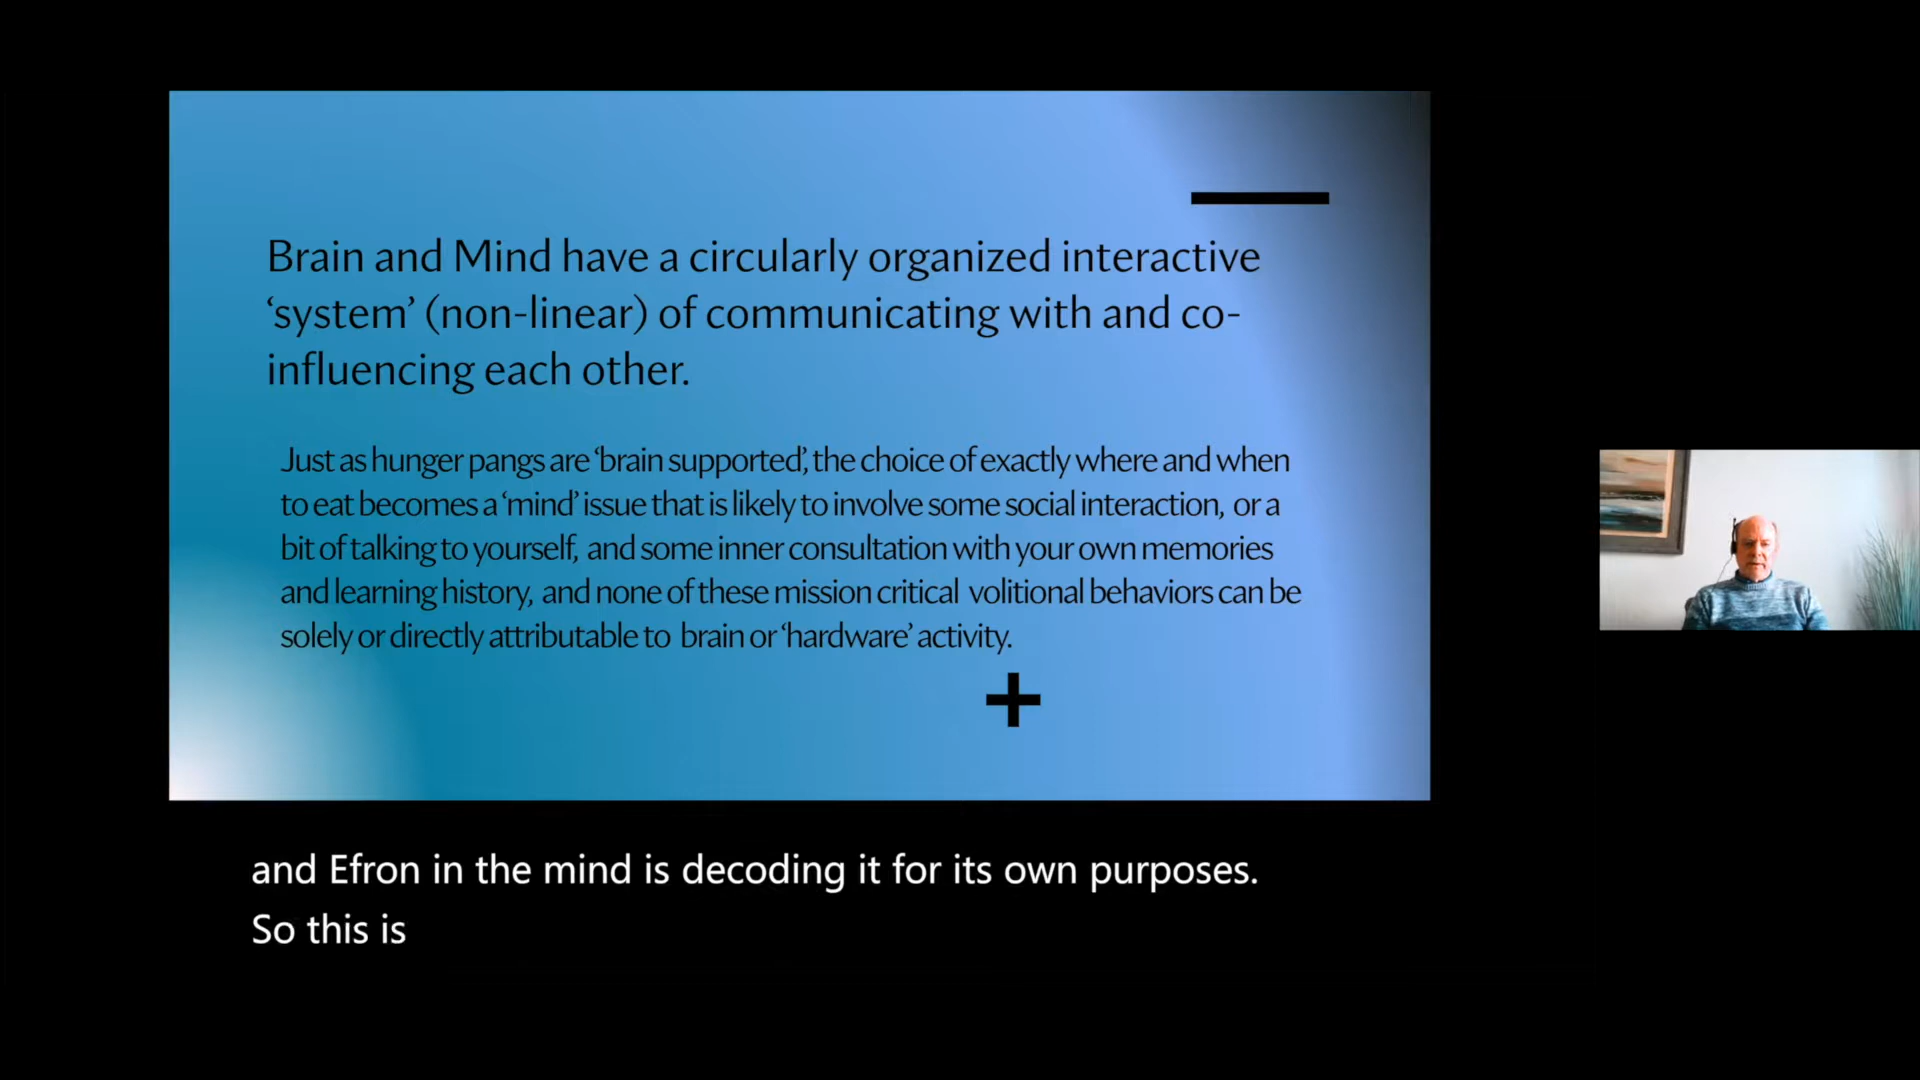 Brain and Mind have a circularly organized interactive
‘system’ (non-linear) of communicating with and co-
influencing each other.
Just as hunger pangs are ‘brain supported’, the choice of exactly where and when
to eat becomes a ‘mind’ issue that is likely to involve some social interaction, or a
bit of talking to yourself, and some inner consultation with your own memories
and learning history, and none of these mission critical volitional behaviors can be
solely or directly attributable to brain or ‘hardware’ activity.
and Efron in the mind is decoding it for its own purposes.
So this is